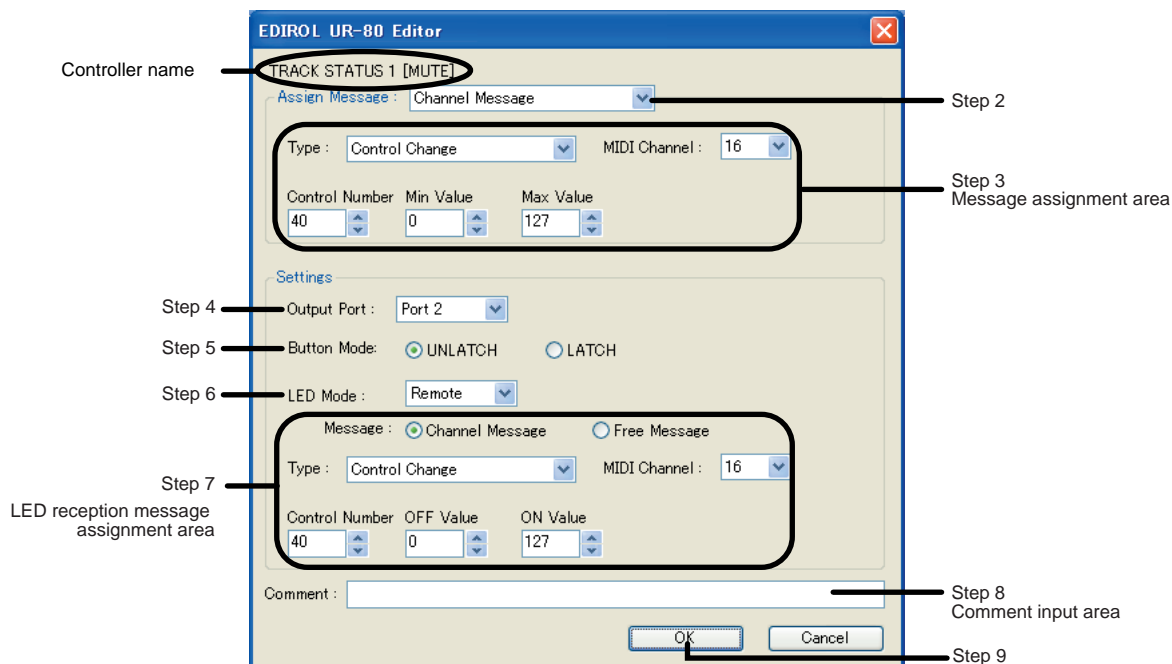 EDIROL UR-80 Editor
Controller name
TRACK STATUS 1 [MUTE]
Assign Message : Channel Message
Step 2
Type : Control Change MIDI Channel : 16
Step 3
Message assignment area
Control Number Min Value Max Value
40 0 127
Settings
Step 4
Output Port : Port 2
Step 5
Button Mode: UNLATCH LATCH
Step 6
LED Mode : Remote
Message : Channel Message Free Message
Type : Control Change MIDI Channel : 16
Step 7
LED reception message
assignment area
Control Number OFF Value ON Value
40 0 127
Comment :
Step 8
Comment input area
OK Cancel
Step 9